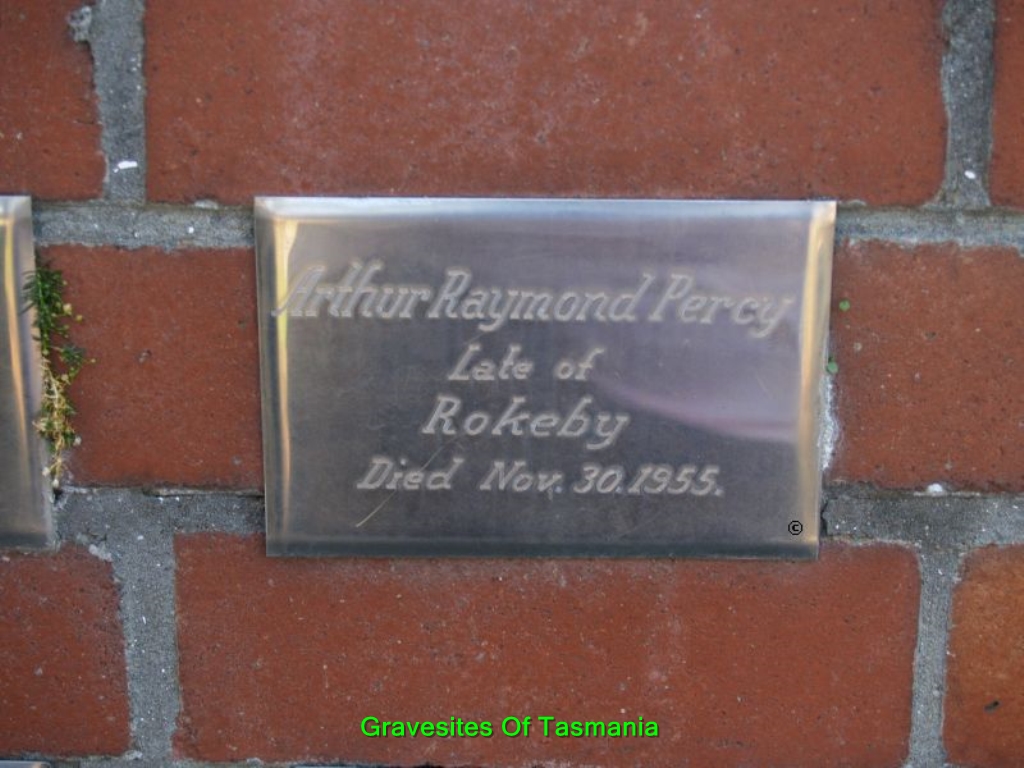 Arthur Raymond Percy
Late of
Rokeby
Died Nov. 30. 1955.
©
Gravesites Of Tasmania